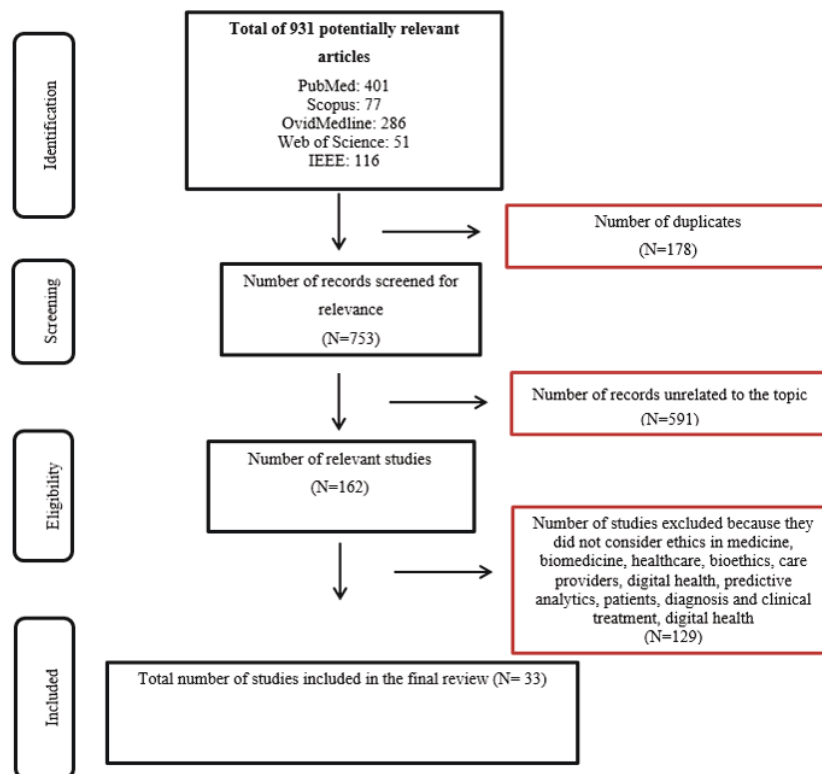 Identification
Total of 931 potentially relevant
articles
PubMed: 401
Scopus: 77
OvidMedline: 286
Web of Science: 51
IEEE: 116
Number of duplicates
(N=178)
Screening
Number of records screened for
relevance
(N=753)
Number of records unrelated to the topic
(N=591)
Eligibility
Number of relevant studies
(N=162)
Number of studies excluded because they
did not consider ethics in medicine,
biomedicine, healthcare, bioethics, care
providers, digital health, predictive
analytics, patients, diagnosis and clinical
treatment, digital health
(N=129)
Included
Total number of studies included in the final review (N= 33)